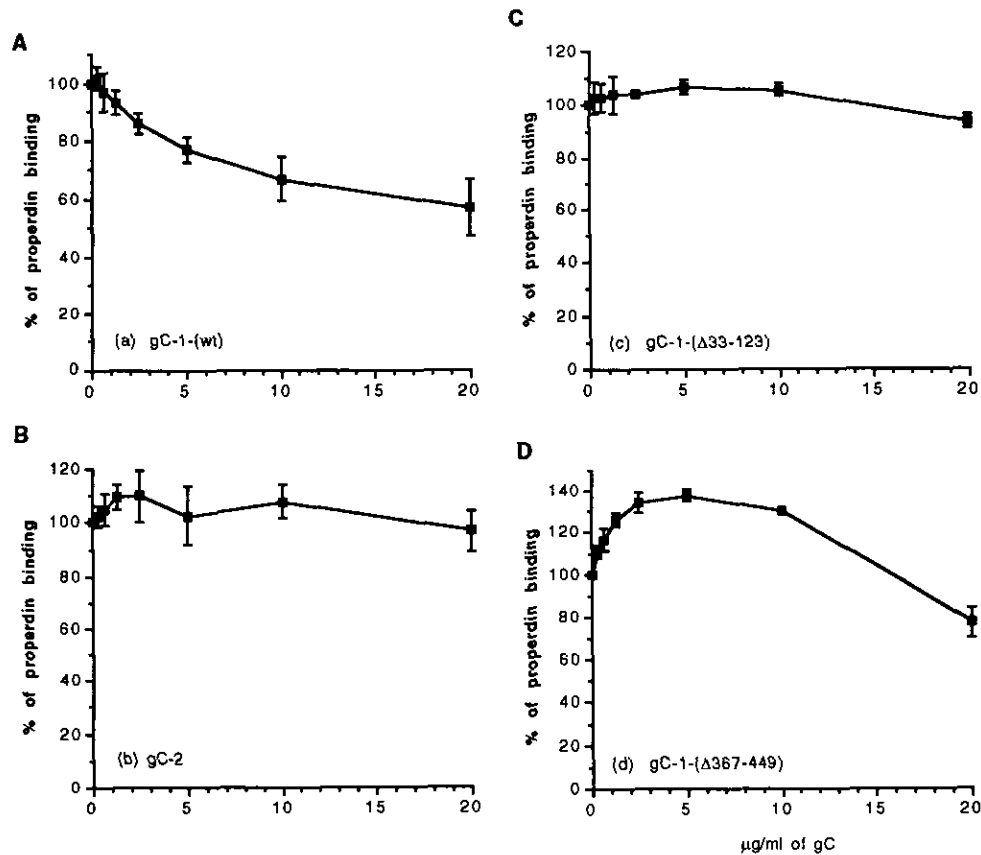 A
% of properdin binding
100
80
60
40
20
0
(a) gC-1-(wt)
0 5 10 15 20
B
% of properdin binding
120
100
80
60
40
20
0
(b) gC-2
0 5 10 15 20
C
% of properdin binding
120
100
80
60
40
20
0
(c) gC-1-(Δ33-123)
0 5 10 15 20
D
% of properdin binding
140
120
100
80
60
40
20
0
(d) gC-1-(Δ367-449)
0 5 10 15 20
µg/ml of gC